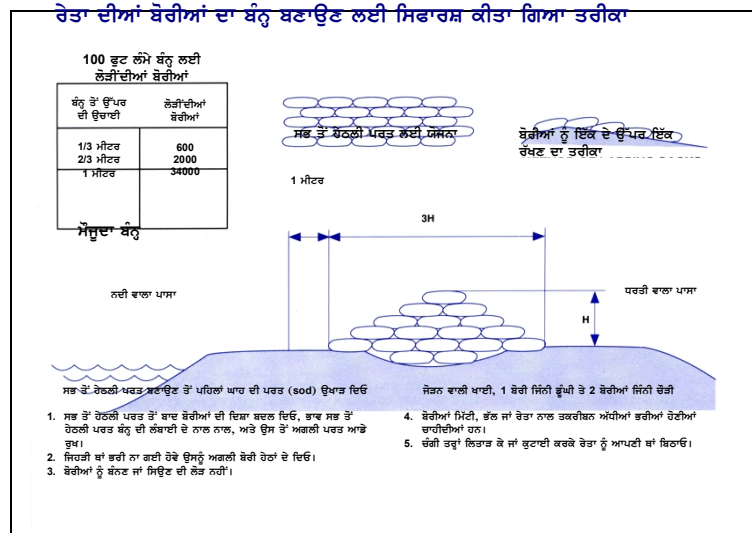 ਰੇਤਾ ਦੀਆਂ ਬੋਰੀਆਂ ਦਾ ਬੰਨ੍ਹ ਬਣਾਉਣ ਲਈ ਸਿਫਾਰਸ਼ ਕੀਤਾ ਗਿਆ ਤਰੀਕਾ
100 ਫੁਟ ਲੰਮੇ ਬੰਨ੍ਹ ਲਈ
ਲੋੜੀਂਦੀਆਂ ਬੋਰੀਆਂ
ਬੰਨ੍ਹ ਤੋਂ ਉੱਪਰ
ਦੀ ਉਚਾਈ
ਲੋੜੀਂਦੀਆਂ
ਬੋਰੀਆਂ
1/3 ਮੀਟਰ 600
2/3 ਮੀਟਰ 2000
1 ਮੀਟਰ 34000
ਸਭ ਤੋਂ ਹੇਠਲੀ ਪਰਤ ਲਈ ਯੋਜਨਾ
ਬੋਰੀਆਂ ਨੂੰ ਇੱਕ ਦੇ ਉੱਪਰ ਇੱਕ
ਰੱਖਣ ਦਾ ਤਰੀਕਾ
1 ਮੀਟਰ
3H
ਮੌਜੂਦਾ ਬੰਨ੍ਹ
ਨਦੀ ਵਾਲਾ ਪਾਸਾ
ਧਰਤੀ ਵਾਲਾ ਪਾਸਾ
H
ਸਭ ਤੋਂ ਹੇਠਲੀ ਪਰਤ ਬਣਾਉਣ ਤੋਂ ਪਹਿਲਾਂ ਘਾਹ ਦੀ ਪਰਤ (sod) ਉਖਾੜ ਦਿਓ
ਜੋੜਨ ਵਾਲੀ ਖਾਈ, 1 ਬੋਰੀ ਜਿੰਨੀ ਡੂੰਘੀ ਤੇ 2 ਬੋਰੀਆਂ ਜਿੰਨੀ ਚੌੜੀ
1. ਸਭ ਤੋਂ ਹੇਠਲੀ ਪਰਤ ਤੋਂ ਬਾਦ ਬੋਰੀਆਂ ਦੀ ਦਿਸ਼ਾ ਬਦਲ ਦਿਓ, ਭਾਵ ਸਭ ਤੋਂ
ਹੇਠਲੀ ਪਰਤ ਬੰਨ੍ਹ ਦੀ ਲੰਬਾਈ ਦੇ ਨਾਲ ਨਾਲ, ਅਤੇ ਉਸ ਤੋਂ ਅਗਲੀ ਪਰਤ ਆਡੇ
ਰੁਖ।
2. ਜਿਹੜੀ ਥਾਂ ਭਰੀ ਨਾ ਗਈ ਹੋਵੇ ਉਸਨੂੰ ਅਗਲੀ ਬੋਰੀ ਹੇਠਾਂ ਦੇ ਦਿਓ।
3. ਬੋਰੀਆਂ ਨੂੰ ਬੰਨਣ ਜਾਂ ਸਿਉਣ ਦੀ ਲੋੜ ਨਹੀਂ।
4. ਬੋਰੀਆਂ ਮਿੱਟੀ, ਭੱਲ ਜਾਂ ਰੇਤਾ ਨਾਲ ਤਕਰੀਬਨ ਅੱਧੀਆਂ ਭਰੀਆਂ ਹੋਣੀਆਂ
ਚਾਹੀਦੀਆਂ ਹਨ।
5. ਚੰਗੀ ਤਰ੍ਹਾਂ ਲਿਤਾੜ ਕੇ ਜਾਂ ਕੁਟਾਈ ਕਰਕੇ ਰੇਤਾ ਨੂੰ ਆਪਣੀ ਥਾਂ ਬਿਠਾਓ।